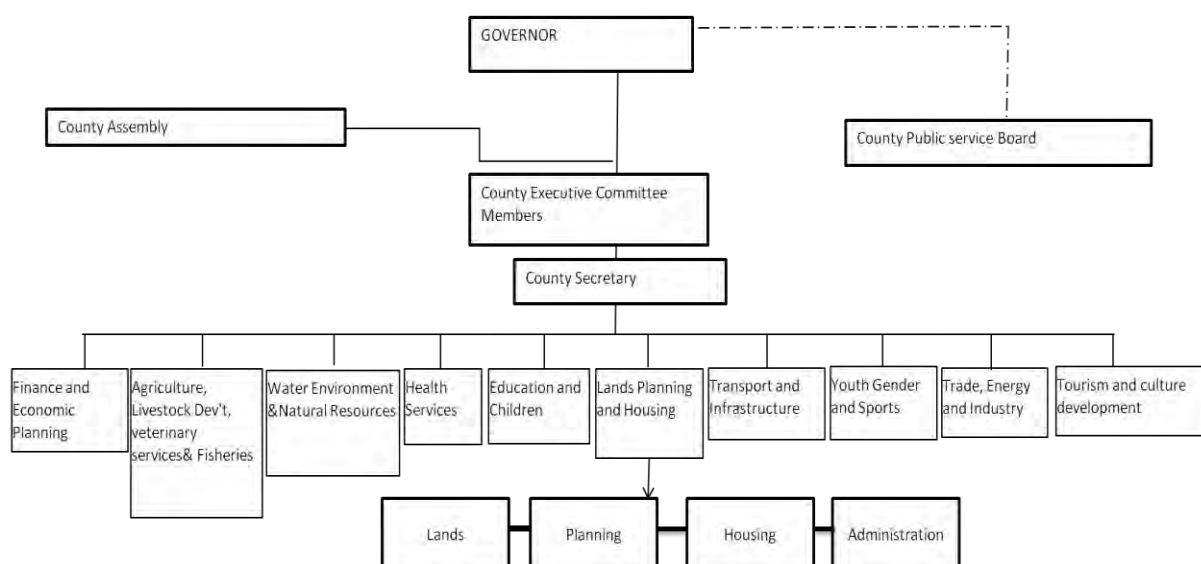 GOVERNOR
County Assembly
County Public service Board
County Executive Committee
Members
County Secretary
Finance and
Economic
Planning
Agriculture,
Livestock Dev't,
veterinary
services& Fisheries
Water Environment
&Natural Resources
Health
Services
Education and
Children
Lands Planning
and Housing
Transport and
Infrastructure
Youth Gender
and Sports
Trade, Energy
and Industry
Tourism and culture
development
Lands
Planning
Housing
Administration